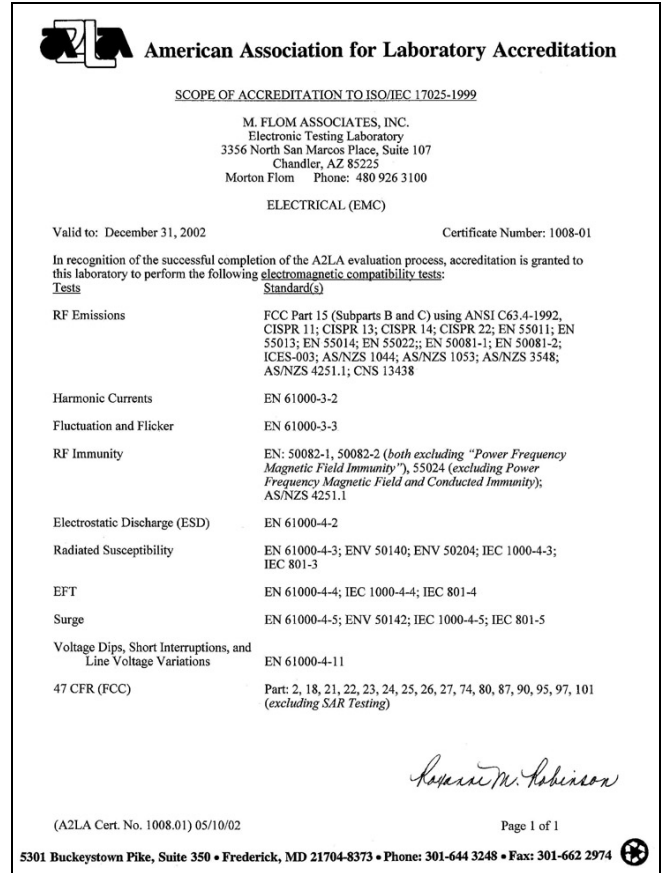 A2LA
American Association for Laboratory Accreditation
SCOPE OF ACCREDITATION TO ISO/IEC 17025-1999
M. FLOM ASSOCIATES, INC.
Electronic Testing Laboratory
3356 North San Marcos Place, Suite 107
Chandler, AZ 85225
Morton Flom Phone: 480 926 3100
ELECTRICAL (EMC)
Valid to: December 31, 2002 Certificate Number: 1008-01
In recognition of the successful completion of the A2LA evaluation process, accreditation is granted to
this laboratory to perform the following electromagnetic compatibility tests:
Tests Standard(s)
RF Emissions FCC Part 15 (Subparts B and C) using ANSI C63.4-1992,
CISPR 11; CISPR 13; CISPR 14; CISPR 22; EN 55011; EN
55013; EN 55014; EN 55022;; EN 50081-1; EN 50081-2;
ICES-003; AS/NZS 1044; AS/NZS 1053; AS/NZS 3548;
AS/NZS 4251.1; CNS 13438
Harmonic Currents EN 61000-3-2
Fluctuation and Flicker EN 61000-3-3
RF Immunity EN: 50082-1, 50082-2 (both excluding "Power Frequency
Magnetic Field Immunity"), 55024 (excluding Power
Frequency Magnetic Field and Conducted Immunity);
AS/NZS 4251.1
Electrostatic Discharge (ESD) EN 61000-4-2
Radiated Susceptibility EN 61000-4-3; ENV 50140; ENV 50204; IEC 1000-4-3;
IEC 801-3
EFT EN 61000-4-4; IEC 1000-4-4; IEC 801-4
Surge EN 61000-4-5; ENV 50142; IEC 1000-4-5; IEC 801-5
Voltage Dips, Short Interruptions, and
Line Voltage Variations EN 61000-4-11
47 CFR (FCC) Part: 2, 18, 21, 22, 23, 24, 25, 26, 27, 74, 80, 87, 90, 95, 97, 101
(excluding SAR Testing)
Roxanne M. Robinson
(A2LA Cert. No. 1008.01) 05/10/02 Page 1 of 1
5301 Buckeystown Pike, Suite 350 • Frederick, MD 21704-8373 • Phone: 301-644 3248 • Fax: 301-662 2974